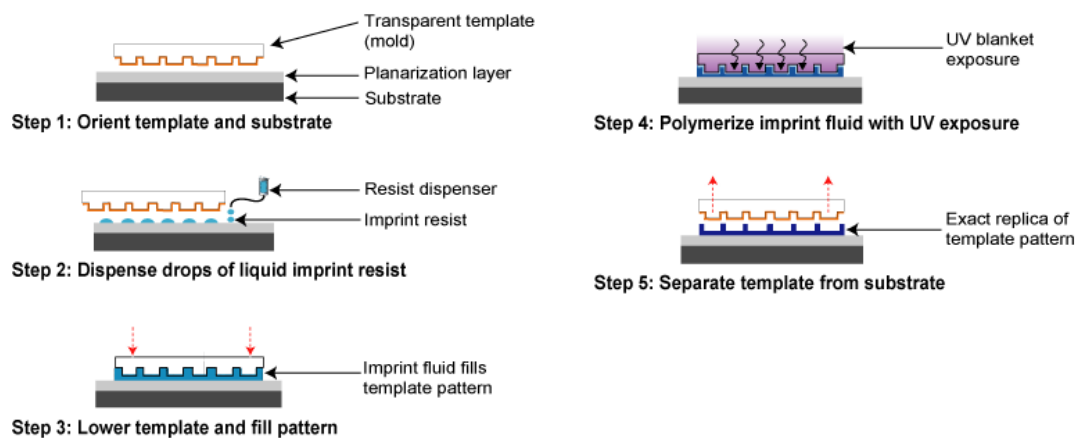 Transparent template
(mold)
Planarization layer
Substrate
Step 1: Orient template and substrate
Resist dispenser
Imprint resist
Step 2: Dispense drops of liquid imprint resist
Imprint fluid fills
template pattern
Step 3: Lower template and fill pattern
UV blanket
exposure
Step 4: Polymerize imprint fluid with UV exposure
Exact replica of
template pattern
Step 5: Separate template from substrate